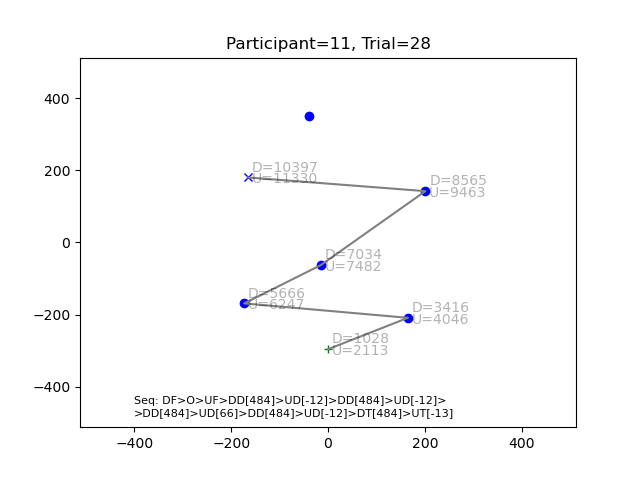 Participant=11, Trial=28
400
200
0
−200
−400
D=10397
U=11330
D=8565
U=9463
D=7034
U=7482
D=5666
U=6247
D=3416
U=4046
D=1028
U=2113
Seq: DF>O>UF>DD[484]>UD[-12]>DD[484]>UD[-12]>
>DD[484]>UD[66]>DD[484]>UD[-12]>DT[484]>UT[-13]
−400 −200 0 200 400